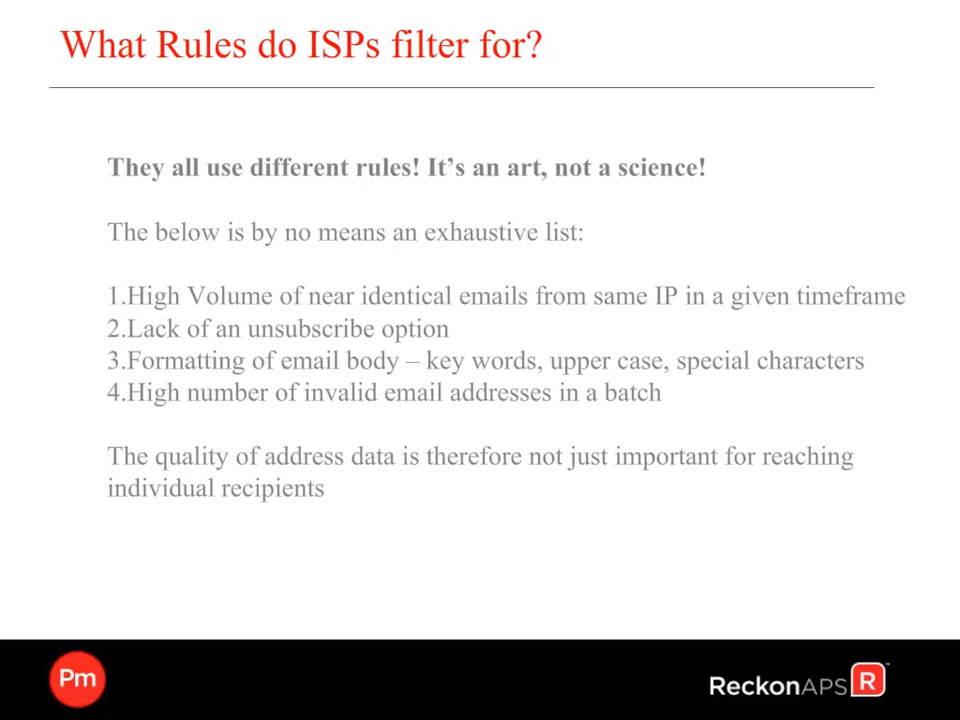 What Rules do ISPs filter for?
They all use different rules! It’s an art, not a science!
The below is by no means an exhaustive list:
1.High Volume of near identical emails from same IP in a given timeframe
2.Lack of an unsubscribe option
3.Formatting of email body – key words, upper case, special characters
4.High number of invalid email addresses in a batch
The quality of address data is therefore not just important for reaching
individual recipients
Pm
ReckonAPS R ™